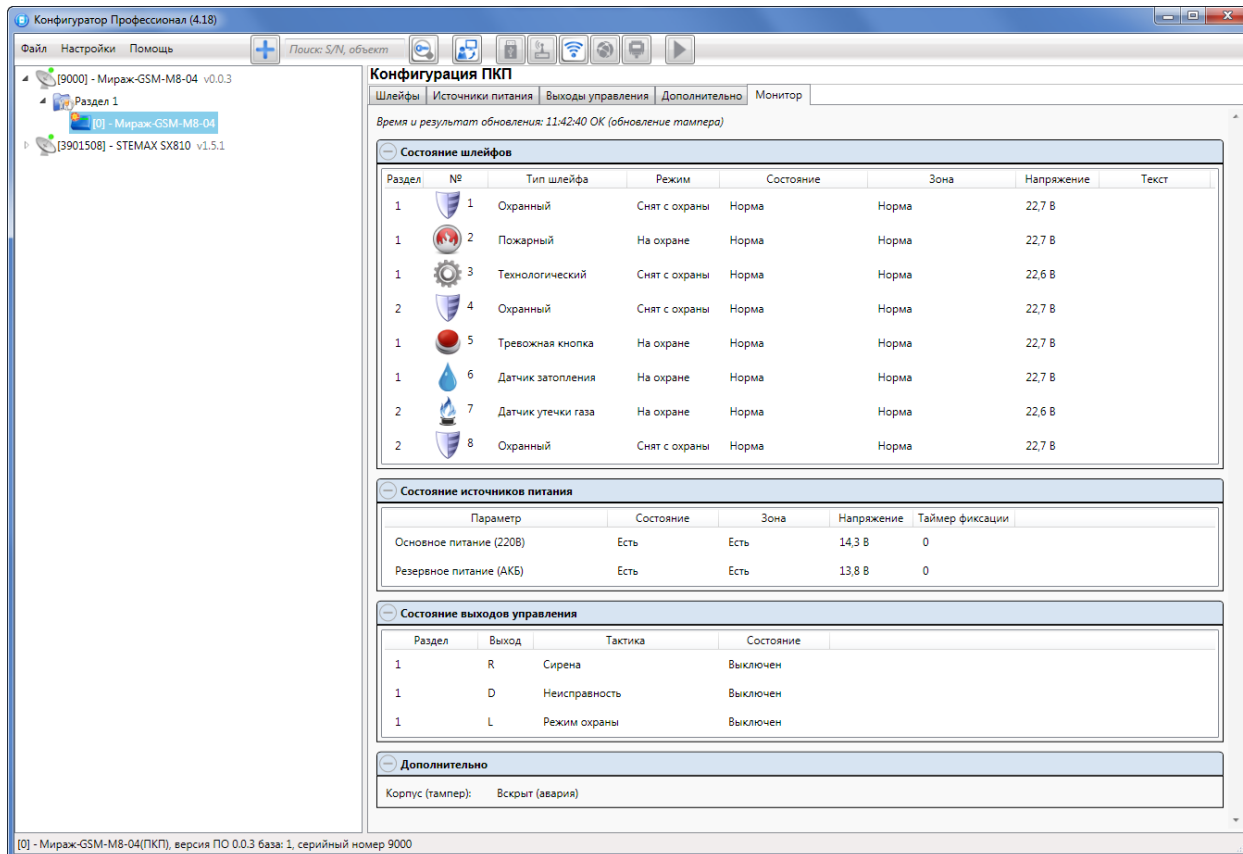 Конфигуратор Профессионал (4.18)
Файл Настройки Помощь Поиск: S/N, объект
[9000] - Мираж-GSM-M8-04 v0.0.3
Раздел 1
[0] - Мираж-GSM-M8-04
[3901508] - STEMAX SX810 v1.5.1
Конфигурация ПКП
Шлейфы Источники питания Выходы управления Дополнительно Монитор
Время и результат обновления: 11:42:40 OK (обновление тампера)
Состояние шлейфов
Раздел № Тип шлейфа Режим Состояние Зона Напряжение Текст
1 1 Охранный Снят с охраны Норма Норма 22,7 В
1 2 Пожарный На охране Норма Норма 22,7 В
1 3 Технологический Снят с охраны Норма Норма 22,6 В
2 4 Охранный Снят с охраны Норма Норма 22,7 В
1 5 Тревожная кнопка На охране Норма Норма 22,7 В
1 6 Датчик затопления На охране Норма Норма 22,7 В
2 7 Датчик утечки газа На охране Норма Норма 22,6 В
2 8 Охранный Снят с охраны Норма Норма 22,7 В
Состояние источников питания
Параметр Состояние Зона Напряжение Таймер фиксации
Основное питание (220В) Есть Есть 14,3 В 0
Резервное питание (АКБ) Есть Есть 13,8 В 0
Состояние выходов управления
Раздел Выход Тактика Состояние
1 R Сирена Выключен
1 D Неисправность Выключен
1 L Режим охраны Выключен
Дополнительно
Корпус (тампер): Вскрыт (авария)
[0] - Мираж-GSM-M8-04(ПКП), версия ПО 0.0.3 база: 1, серийный номер 9000